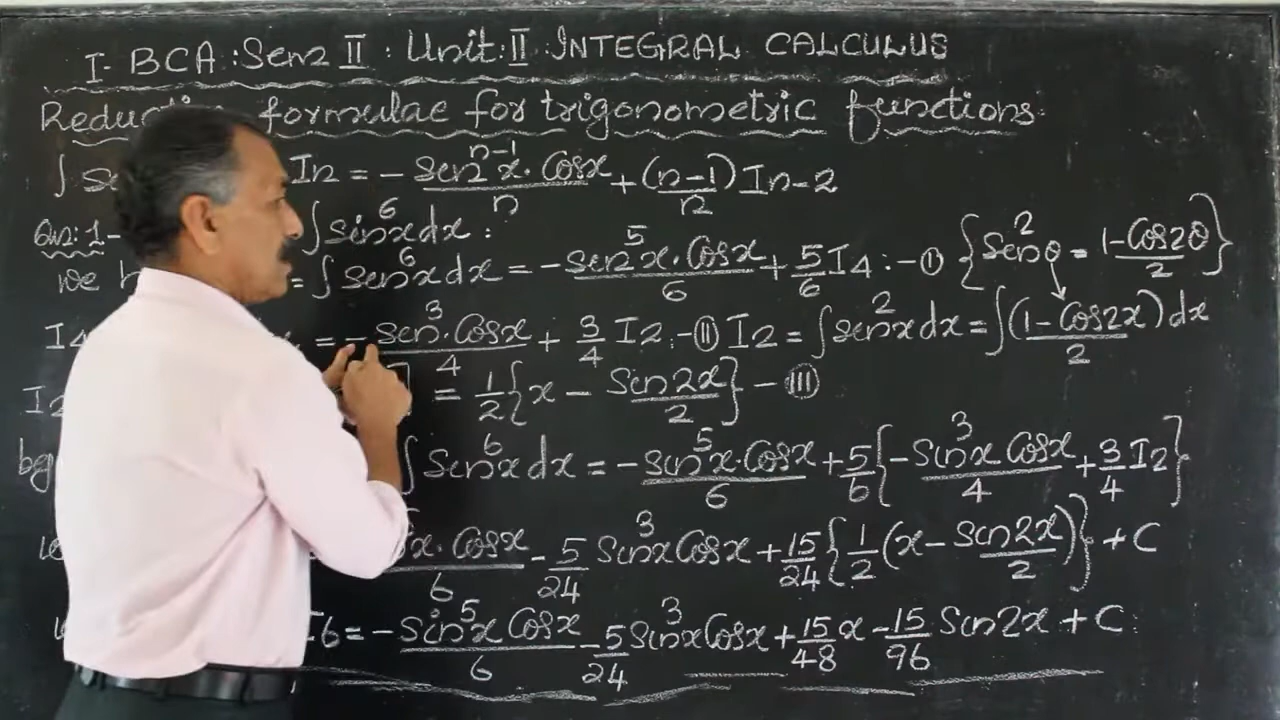 I- BCA : Sem II : Unit: II INTEGRAL CALCULUS
formulae for trigonometric functions:
∫ In = - sin^(n-1) x · Cosx / n + (n-1)/n In-2
Qn: 1- ∫ sin^6 x dx :
we = ∫ sin^6 x dx = - sin^5 x · Cosx / 6 + 5/6 I4 : - (I) { Sin^2 θ = 1 - Cos2θ / 2 }
I4 = - sin^3 · Cosx / 4 + 3/4 I2 - (II) I2 = ∫ sin^2 x dx = ∫ (1 - Cos2x) / 2 dx
= 1/2 { x - Sin2x / 2 } - (III)
∫ Sin^6 x dx = - sin^5 x · Cosx / 6 + 5/6 { - Sin^3 x Cosx / 4 + 3/4 I2 }
x · Cosx / 6 - 5/24 Sin^3 x Cosx + 15/24 { 1/2 (x - Sin2x / 2) } + C
I6 = - sin^5 x Cosx / 6 - 5/24 Sin^3 x Cosx + 15/48 x - 15/96 Sin2x + C